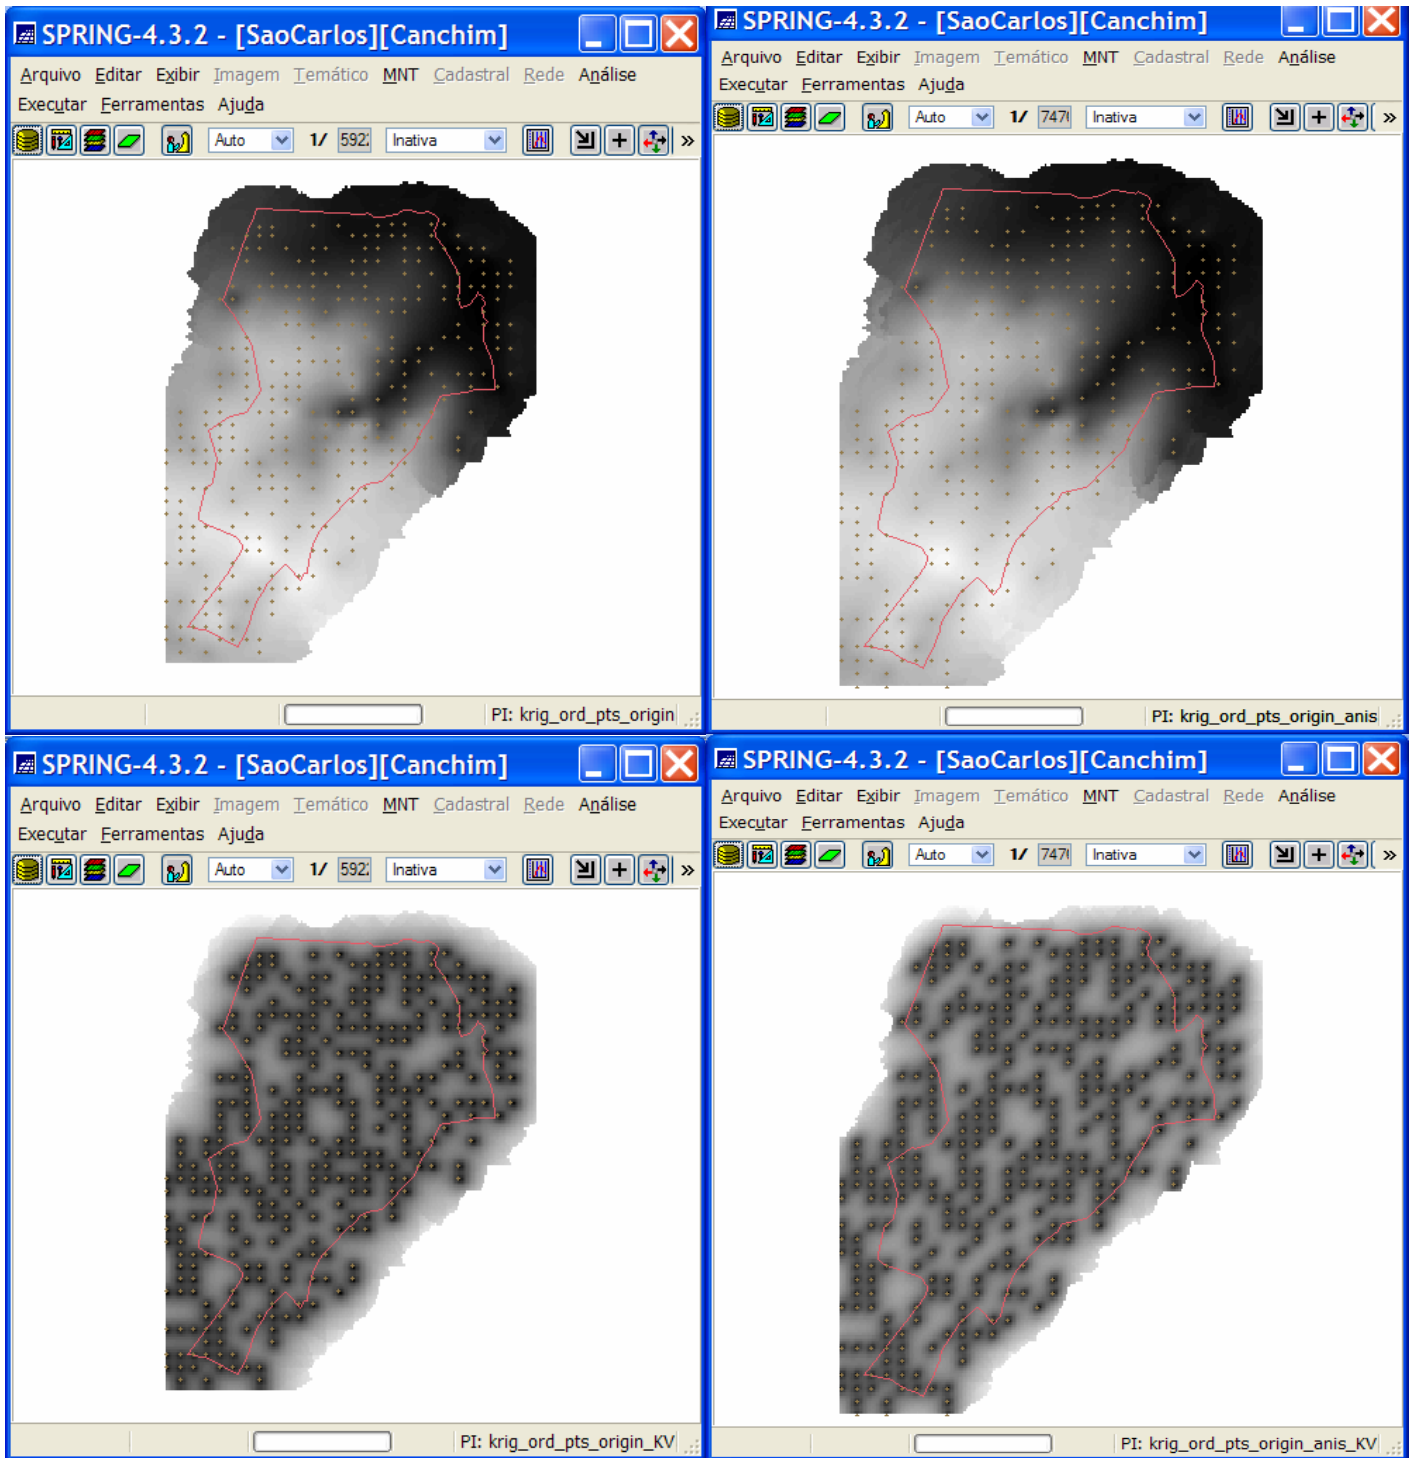 SPRING-4.3.2 - [SaoCarlos][Canchim]
Arquivo Editar Exibir Imagem Temático MNT Cadastral Rede Análise
Executar Ferramentas Ajuda
Auto 1/ 592 Inativa »
PI: krig_ord_pts_origin
SPRING-4.3.2 - [SaoCarlos][Canchim]
Arquivo Editar Exibir Imagem Temático MNT Cadastral Rede Análise
Executar Ferramentas Ajuda
Auto 1/ 747 Inativa »
PI: krig_ord_pts_origin_anis
SPRING-4.3.2 - [SaoCarlos][Canchim]
Arquivo Editar Exibir Imagem Temático MNT Cadastral Rede Análise
Executar Ferramentas Ajuda
Auto 1/ 592 Inativa »
PI: krig_ord_pts_origin_KV
SPRING-4.3.2 - [SaoCarlos][Canchim]
Arquivo Editar Exibir Imagem Temático MNT Cadastral Rede Análise
Executar Ferramentas Ajuda
Auto 1/ 747 Inativa »
PI: krig_ord_pts_origin_anis_KV